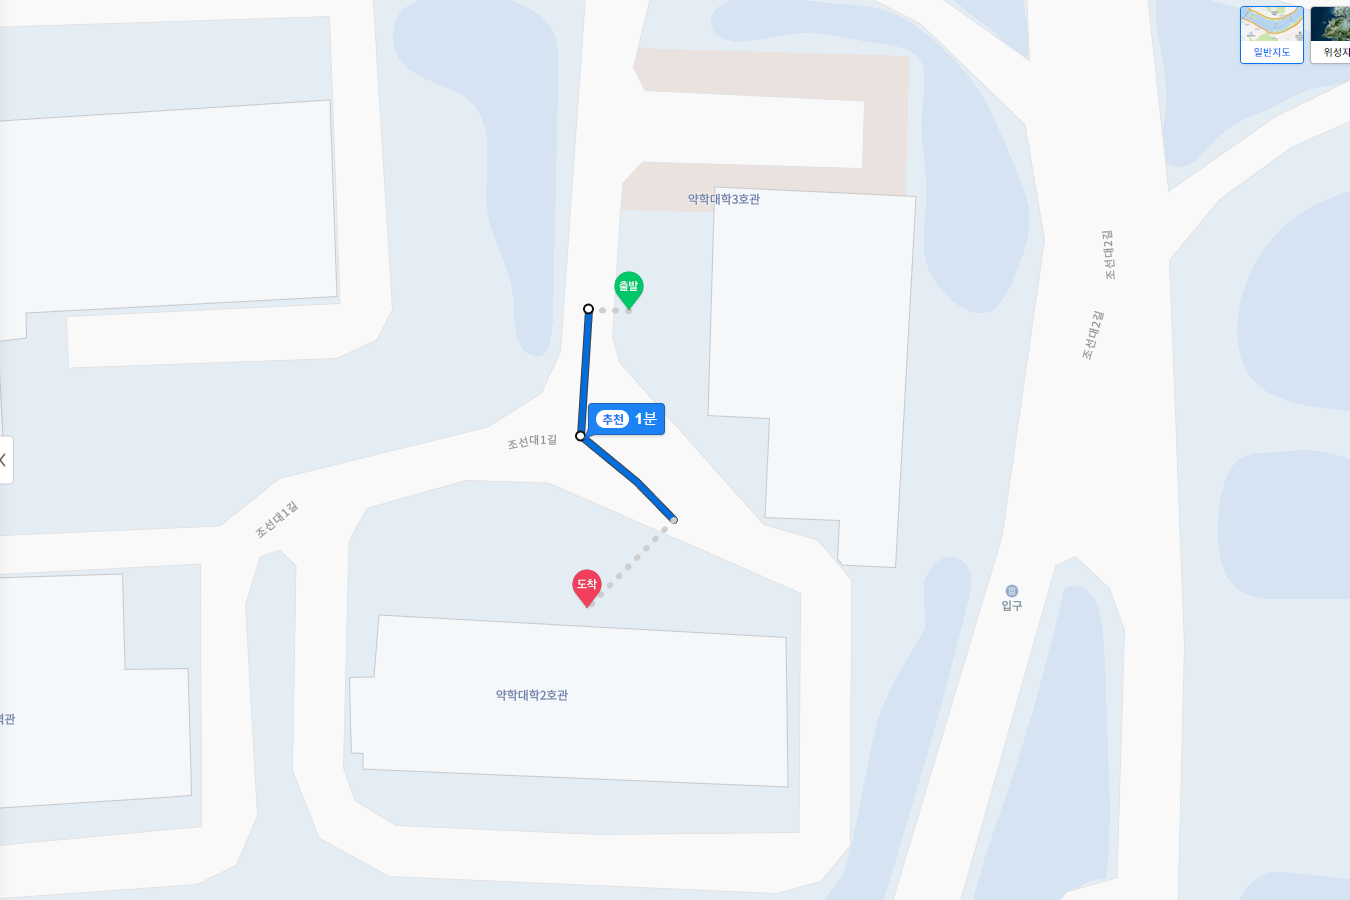 일반지도
위성지
약학대학3호관
조선대2길
출발
조선대2길
추천 1분
조선대1길
조선대1길
도착
입구
약학대학2호관